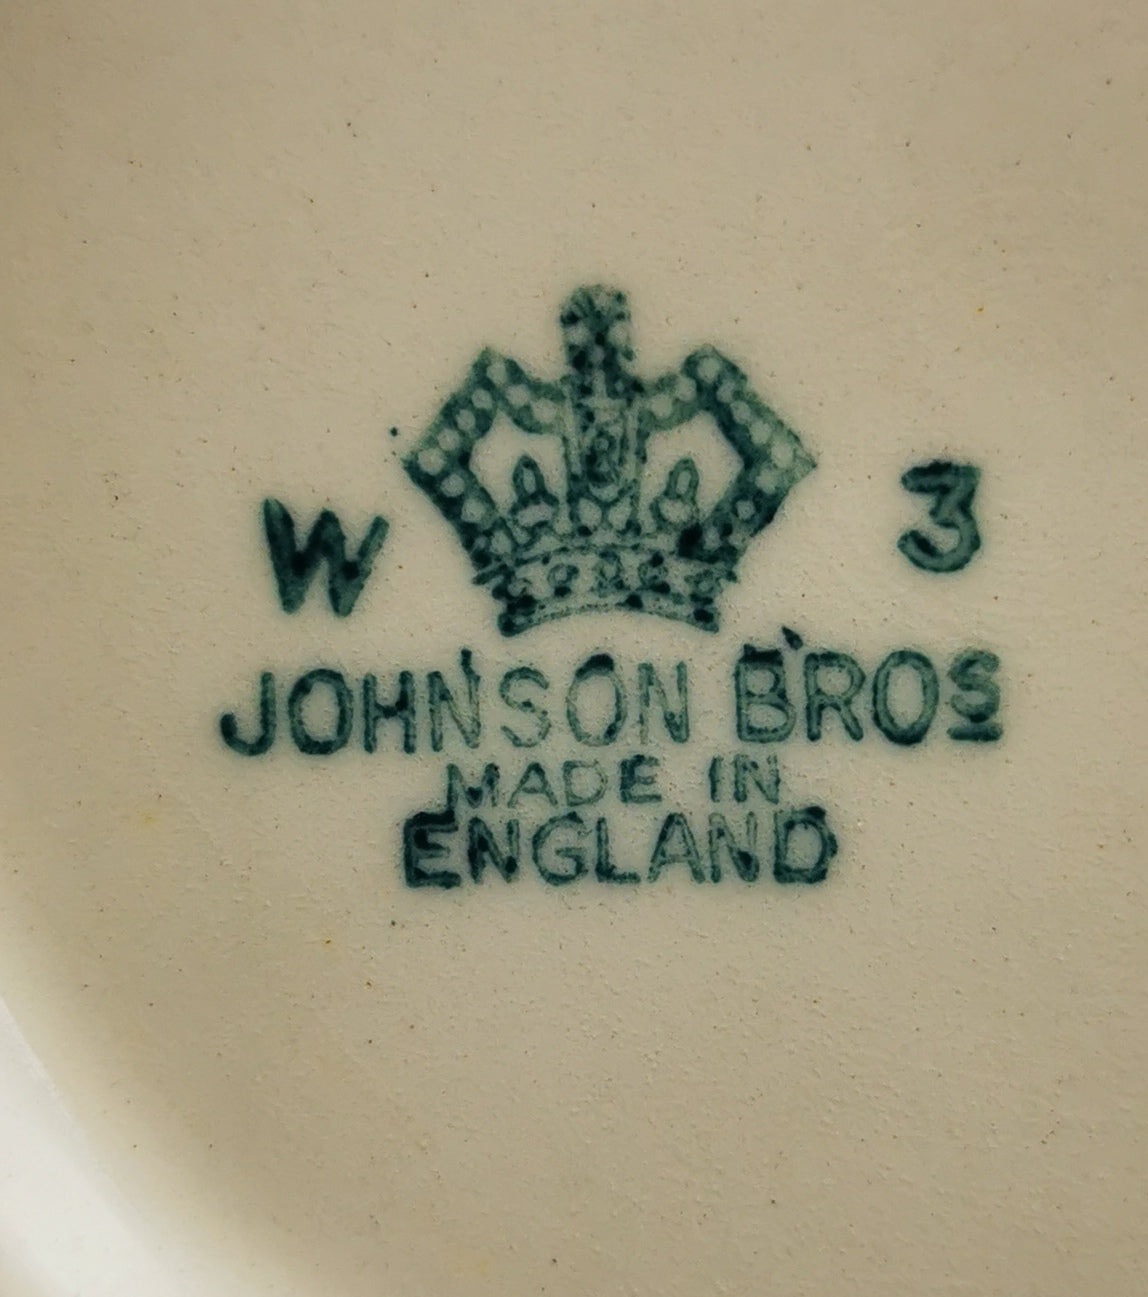 W 3
JOHNSON BROS
MADE IN
ENGLAND